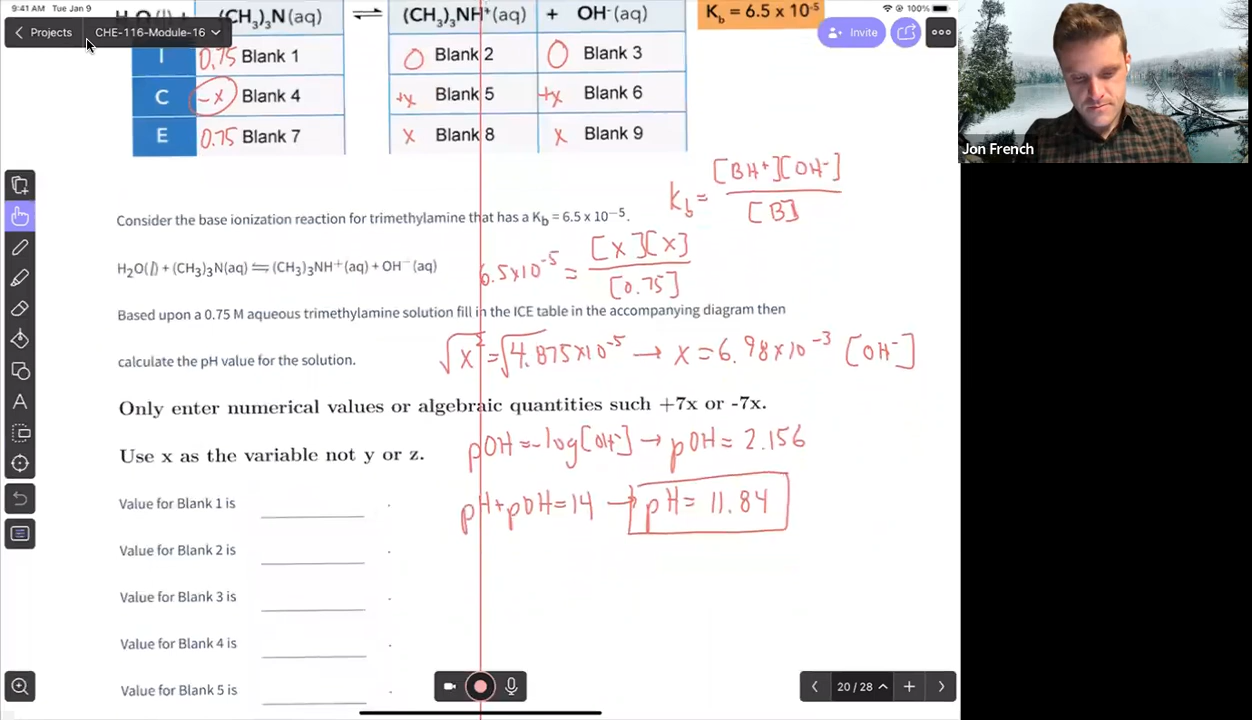 9:41 AM Tue Jan 9
100%
Projects
CHE-116-Module-16
Invite
(CH3)3N(aq) ⇌ (CH3)3NH+(aq) + OH-(aq)
Kb = 6.5 x 10-5
I 0.75 Blank 1 0 Blank 2 0 Blank 3
C -x Blank 4 +x Blank 5 +x Blank 6
E 0.75 Blank 7 x Blank 8 x Blank 9
Jon French
Kb = [BH+][OH-] / [B]
Consider the base ionization reaction for trimethylamine that has a Kb = 6.5 x 10−5.
6.5x10-5 = [x][x] / [0.75]
H2O(l) + (CH3)3N(aq) ⇌ (CH3)3NH+(aq) + OH−(aq)
Based upon a 0.75 M aqueous trimethylamine solution fill in the ICE table in the accompanying diagram then
calculate the pH value for the solution.
√x2 = √4.875x10-5 → x = 6.98x10-3 [OH-]
Only enter numerical values or algebraic quantities such +7x or -7x.
pOH = -log[OH-] → pOH = 2.156
Use x as the variable not y or z.
pH + pOH = 14 → pH = 11.84
Value for Blank 1 is ____ .
Value for Blank 2 is ____ .
Value for Blank 3 is ____ .
Value for Blank 4 is ____ .
Value for Blank 5 is ____ .
A
20 / 28